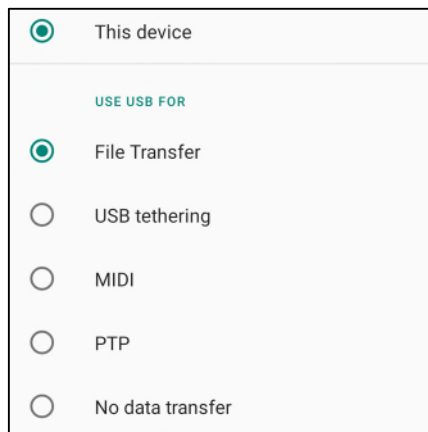 This device
USE USB FOR
File Transfer
USB tethering
MIDI
PTP
No data transfer